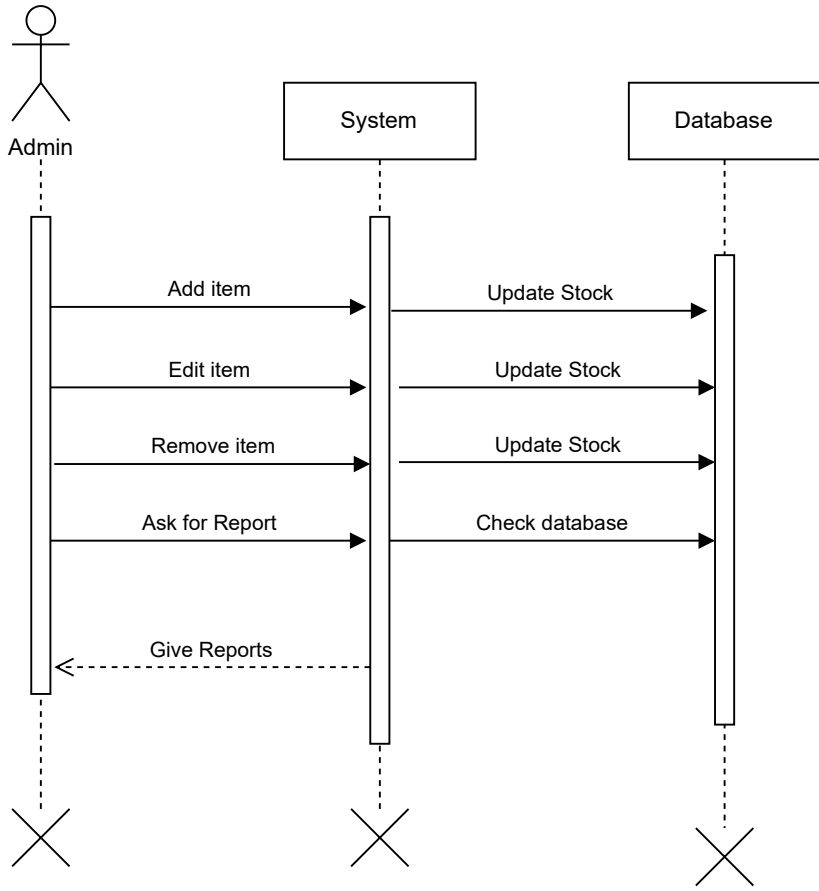 Admin
System
Database
Add item
Update Stock
Edit item
Update Stock
Remove item
Update Stock
Ask for Report
Check database
Give Reports